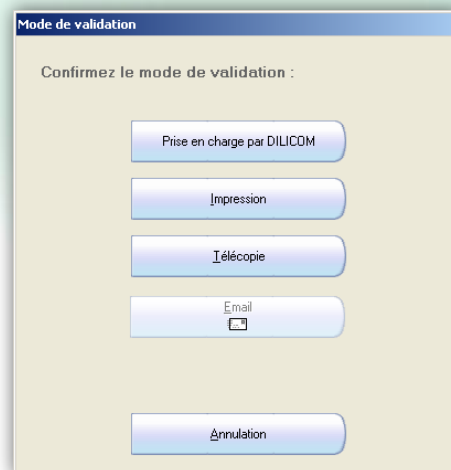 Mode de validation
Confirmez le mode de validation :
Prise en charge par DILICOM
Impression
Télécopie
Email
Annulation